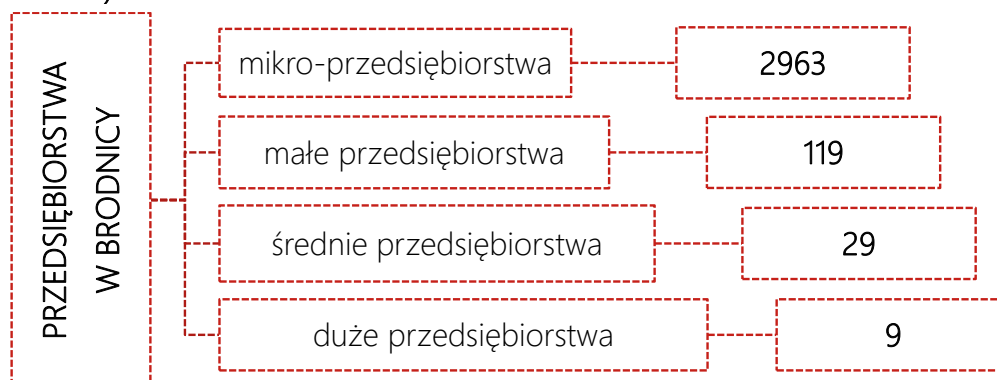 PRZEDSIĘBIORSTWA
W BRODNICY
mikro-przedsiębiorstwa
2963
małe przedsiębiorstwa
119
średnie przedsiębiorstwa
29
duże przedsiębiorstwa
9